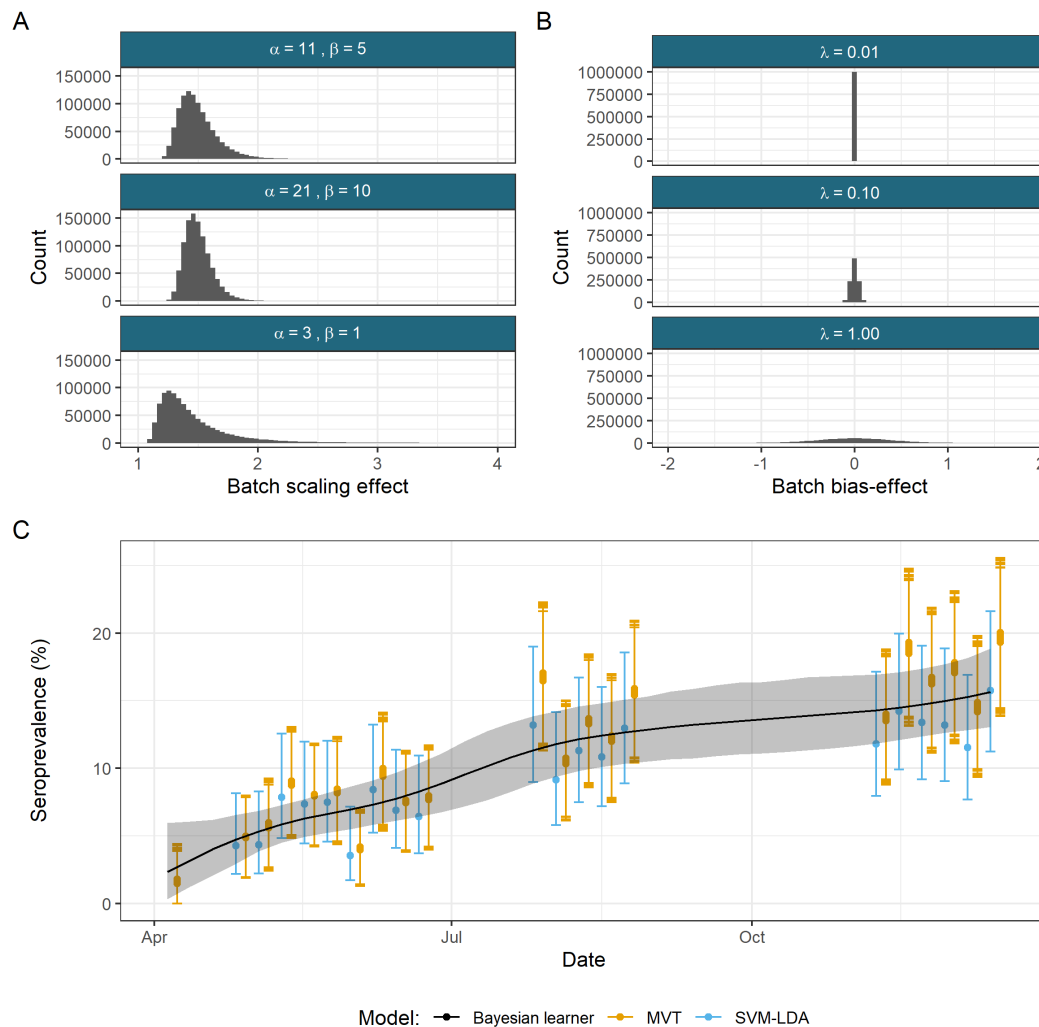 A
α = 11 , β = 5
150000
100000
50000
0
α = 21 , β = 10
150000
100000
50000
0
α = 3 , β = 1
150000
100000
50000
0
Count
1 2 3 4
Batch scaling effect
B
λ = 0.01
1000000
750000
500000
250000
0
λ = 0.10
1000000
750000
500000
250000
0
λ = 1.00
1000000
750000
500000
250000
0
Count
-2 -1 0 1 2
Batch bias-effect
C
20
10
0
Seroprevalence (%)
Apr Jul Oct
Date
Model: Bayesian learner MVT SVM-LDA